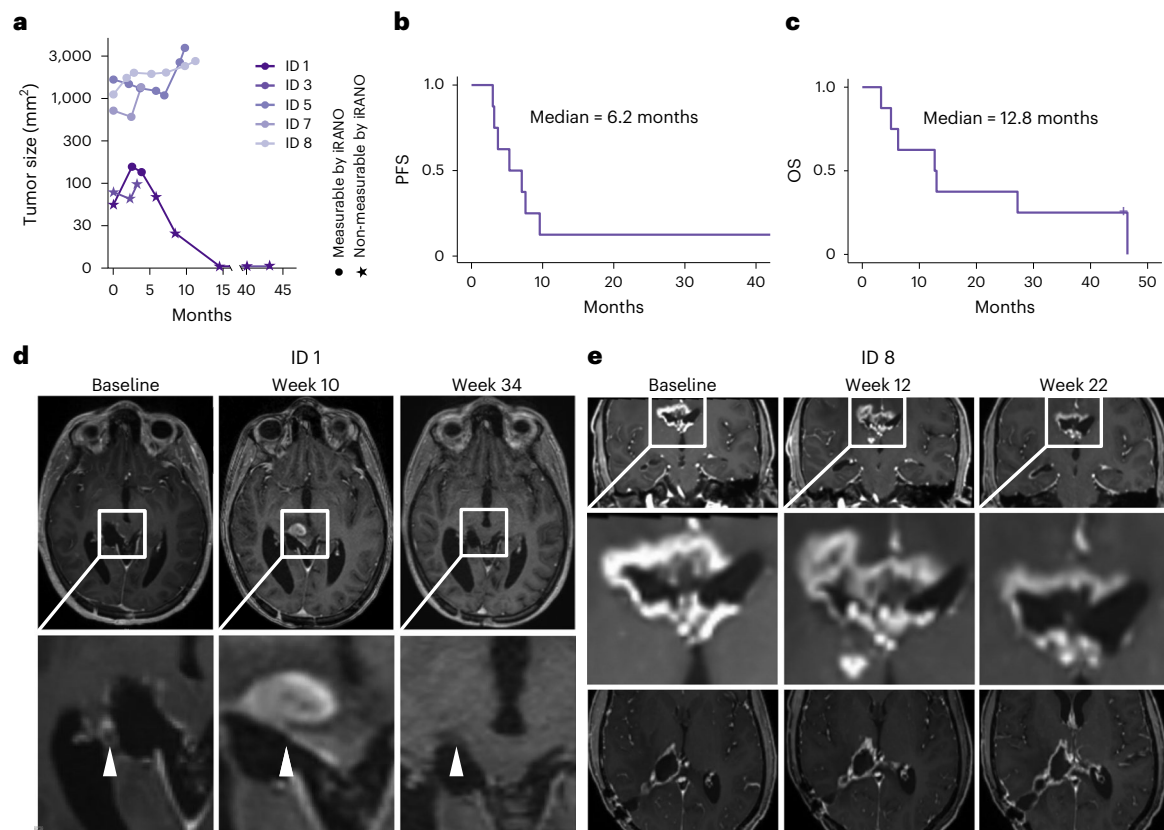 a
3,000
1,000
300
100
30
0
Tumor size (mm²)
0 5 10 15 40 45
Months
ID 1
ID 3
ID 5
ID 7
ID 8
Measurable by iRANO
Non-measurable by iRANO
b
1.0
0.5
0
PFS
Median = 6.2 months
0 10 20 30 40
Months
c
1.0
0.5
0
OS
Median = 12.8 months
0 10 20 30 40 50
Months
d
ID 1
Baseline Week 10 Week 34
e
ID 8
Baseline Week 12 Week 22